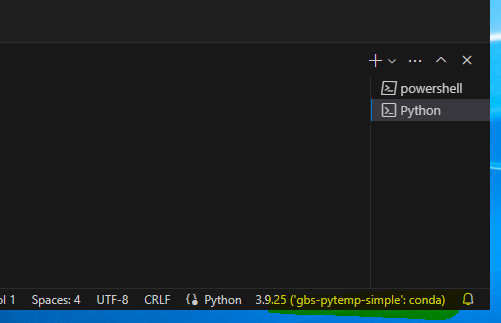 powershell
Python
ol 1 Spaces: 4 UTF-8 CRLF Python 3.9.25 ('gbs-pytemp-simple': conda)